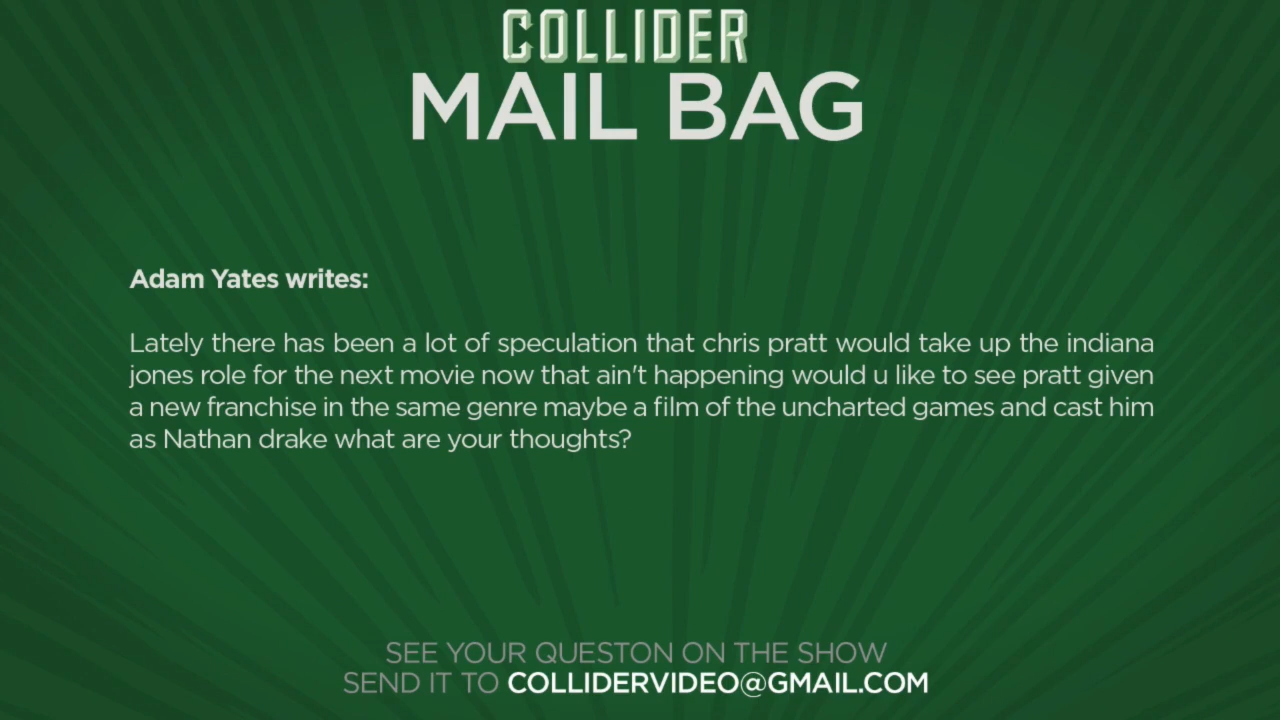 COLLIDER
MAIL BAG
Adam Yates writes:
Lately there has been a lot of speculation that chris pratt would take up the indiana
jones role for the next movie now that ain't happening would u like to see pratt given
a new franchise in the same genre maybe a film of the uncharted games and cast him
as Nathan drake what are your thoughts?
SEE YOUR QUESTON ON THE SHOW
SEND IT TO COLLIDERVIDEO@GMAIL.COM